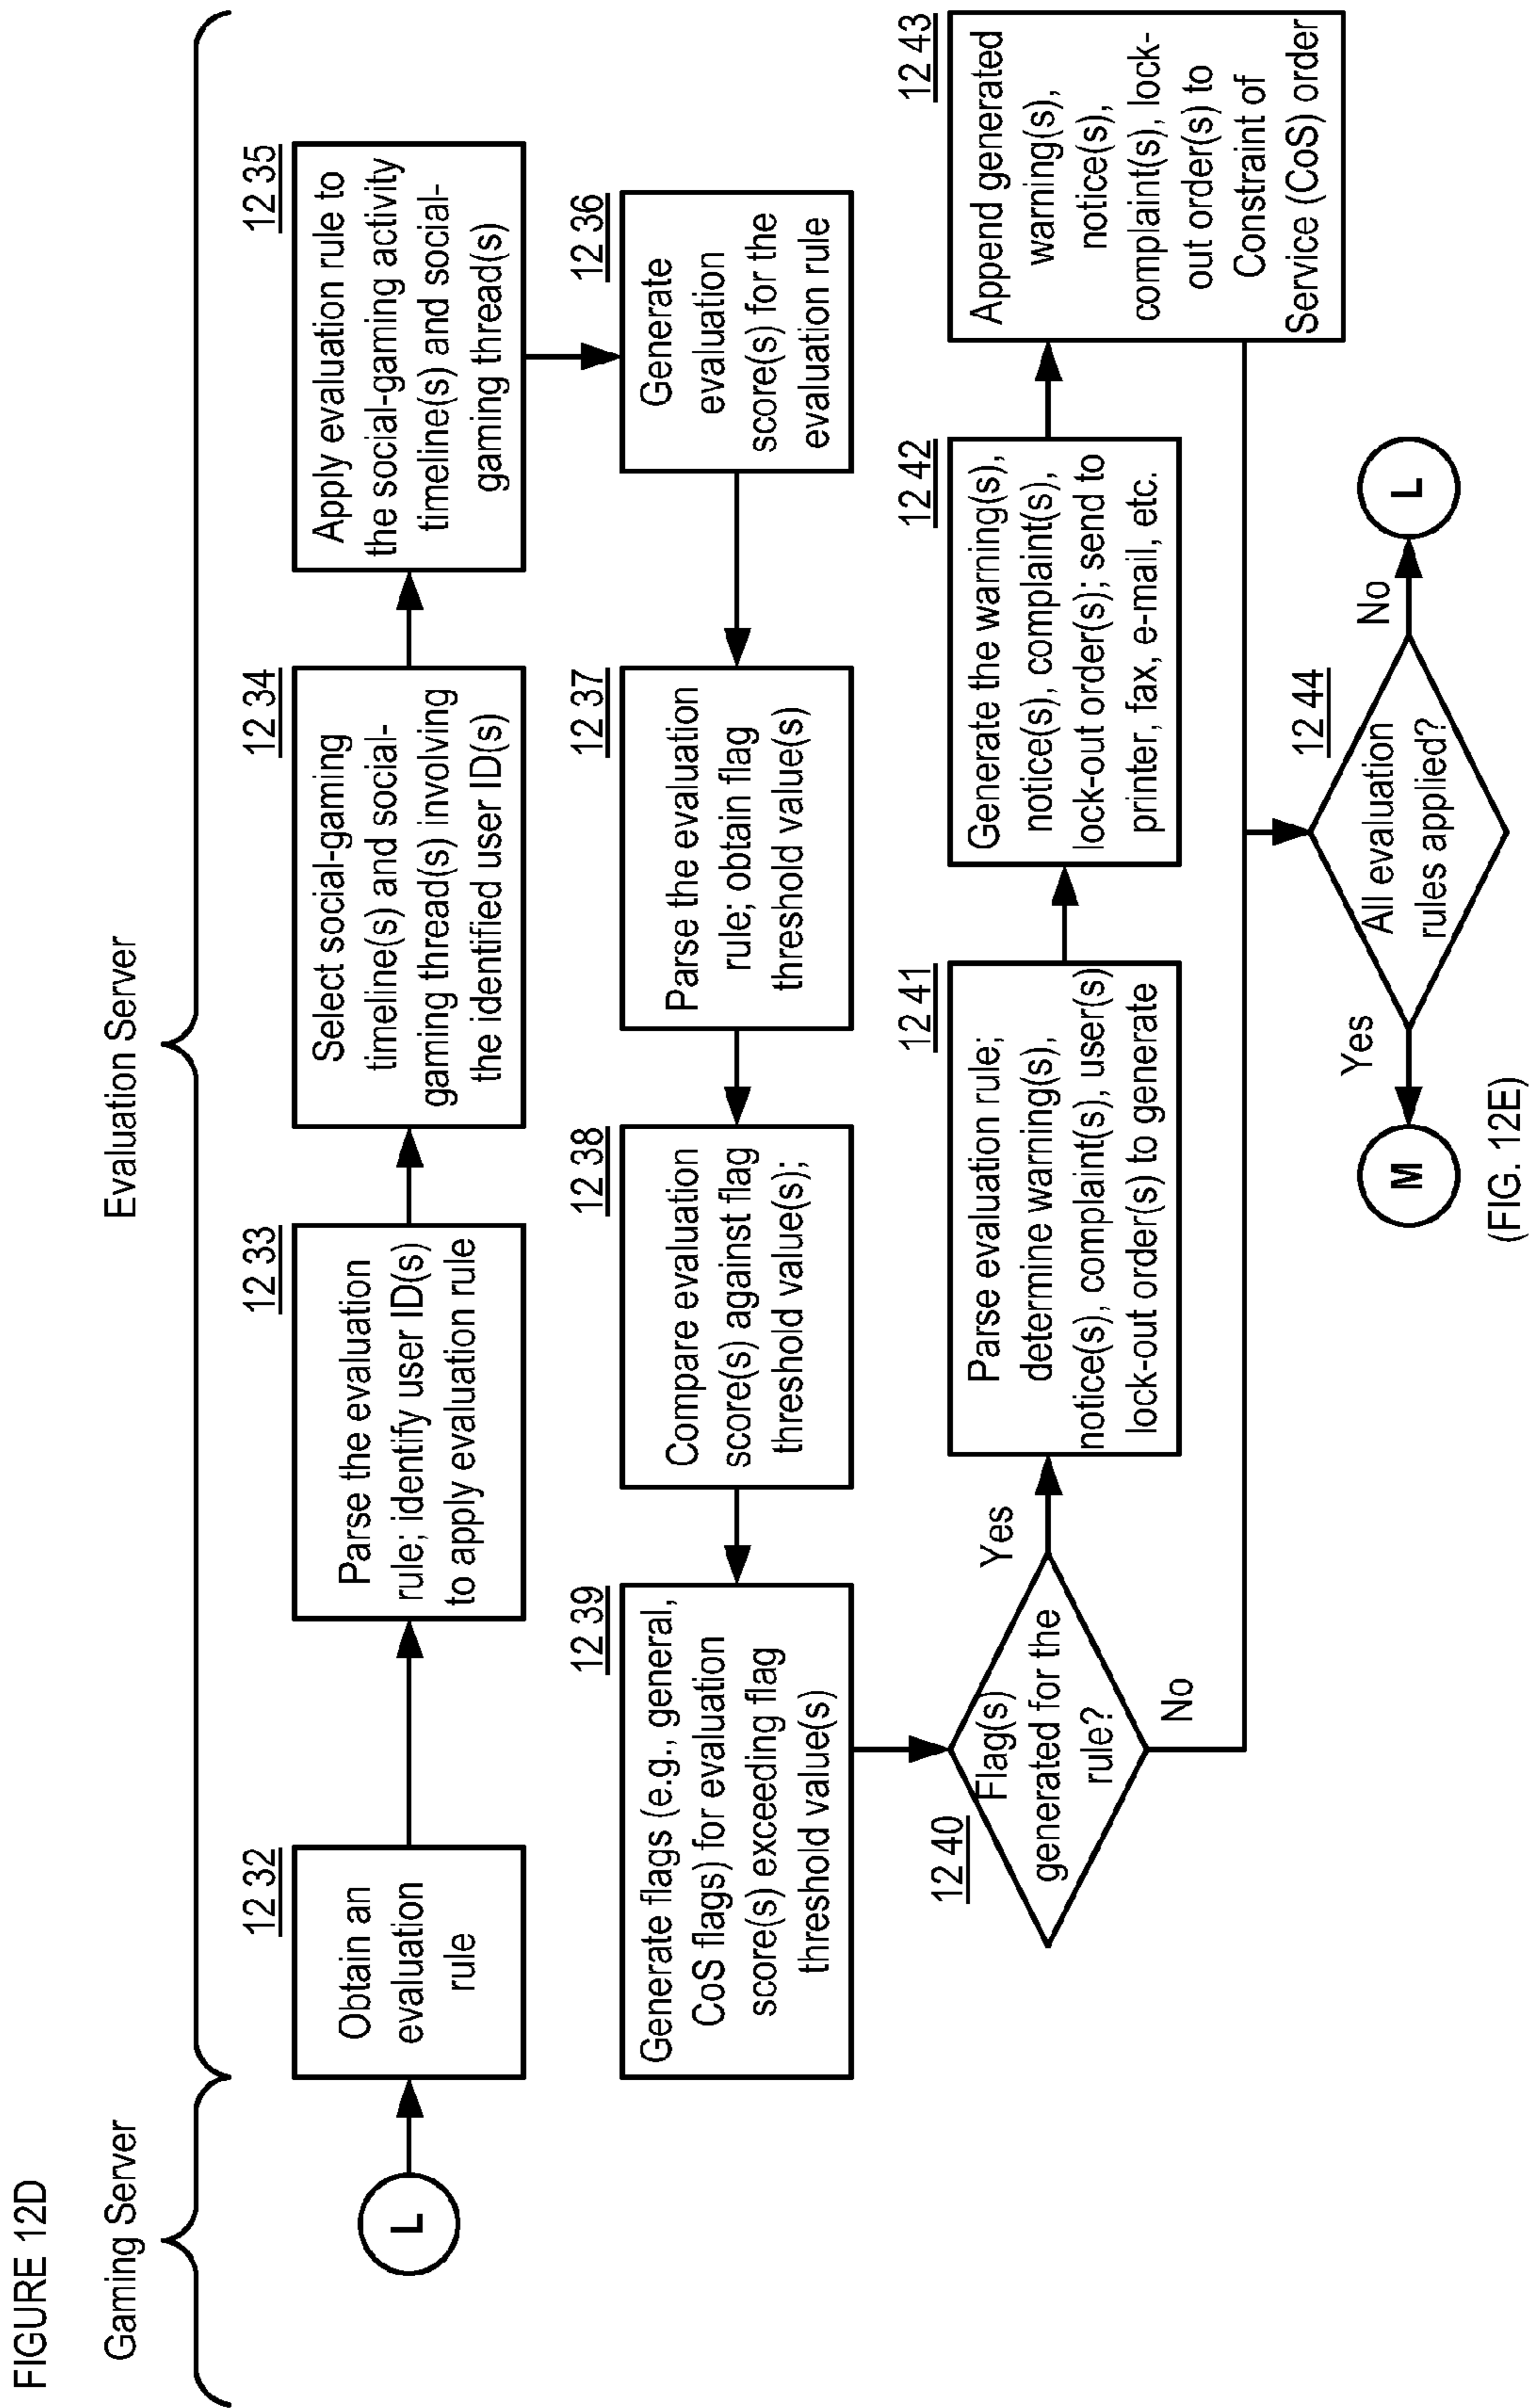 FIGURE 12D
Gaming Server
Evaluation Server
L
12 32
Obtain an
evaluation
rule
12 33
Parse the evaluation
rule; identify user ID(s)
to apply evaluation rule
12 34
Select social-gaming
timeline(s) and social-
gaming thread(s) involving
the identified user ID(s)
12 35
Apply evaluation rule to
the social-gaming activity
timeline(s) and social-
gaming thread(s)
12 36
Generate
evaluation
score(s) for the
evaluation rule
12 37
Parse the evaluation
rule; obtain flag
threshold value(s)
12 38
Compare evaluation
score(s) against flag
threshold value(s);
12 39
Generate flags (e.g., general,
CoS flags) for evaluation
score(s) exceeding flag
threshold value(s)
12 40
Flag(s)
generated for the
rule?
Yes
No
12 41
Parse evaluation rule;
determine warning(s),
notice(s), complaint(s), user(s)
lock-out order(s) to generate
12 42
Generate the warning(s),
notice(s), complaint(s),
lock-out order(s); send to
printer, fax, e-mail, etc.
12 43
Append generated
warning(s),
notice(s),
complaint(s), lock-
out order(s) to
Constraint of
Service (CoS) order
12 44
All evaluation
rules applied?
Yes
No
M
L
(FIG. 12E)